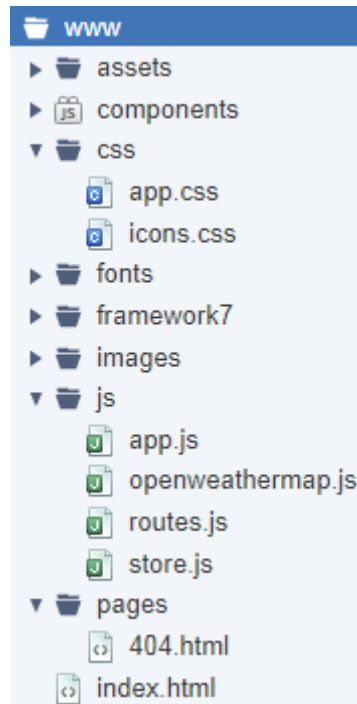 www
assets
JS components
css
C app.css
C icons.css
fonts
framework7
images
js
J app.js
J openweathermap.js
J routes.js
J store.js
pages
<> 404.html
<> index.html